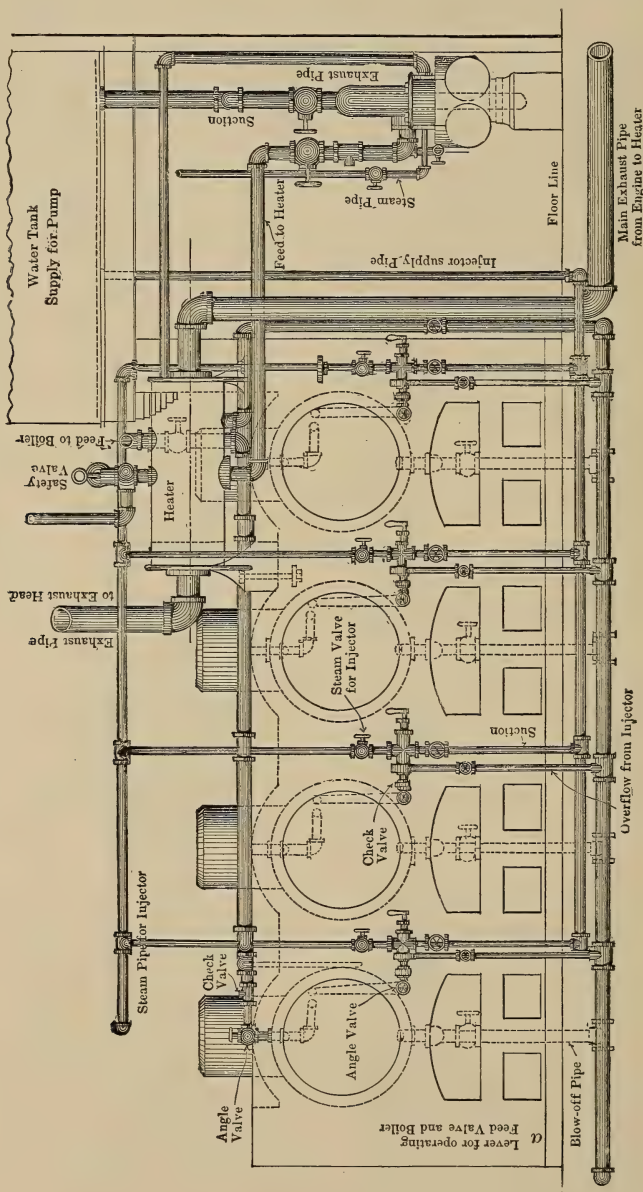 Water Tank
Supply for Pump
Exhaust Pipe
Suction
Steam Pipe
Feed to Heater
Floor Line
Main Exhaust Pipe
from Engine to Heater
Injector supply Pipe
Feed to Boiler
Safety
Valve
Heater
Exhaust Pipe
to Exhaust Head
Steam Valve
for Injector
Suction
Overflow from Injector
Check
Valve
Steam Pipe for Injector
Check
Valve
Angle Valve
Angle
Valve
Blow-off Pipe
a
Lever for operating
Feed Valve and Boiler